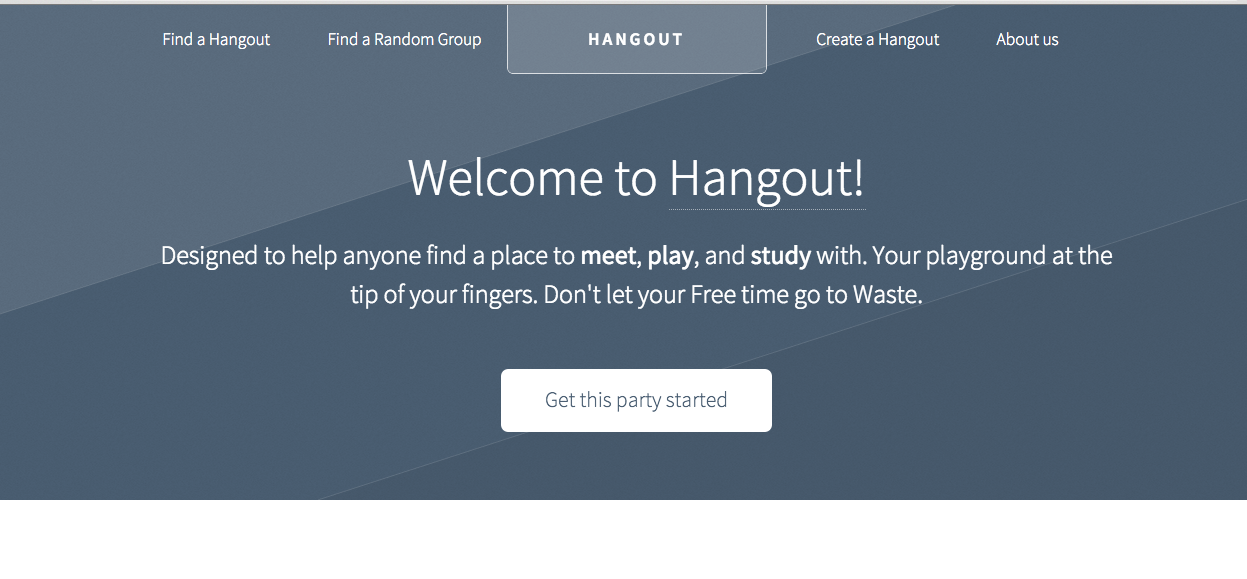 Find a Hangout Find a Random Group HANGOUT Create a Hangout About us
Welcome to Hangout!
Designed to help anyone find a place to meet, play, and study with. Your playground at the
tip of your fingers. Don't let your Free time go to Waste.
Get this party started